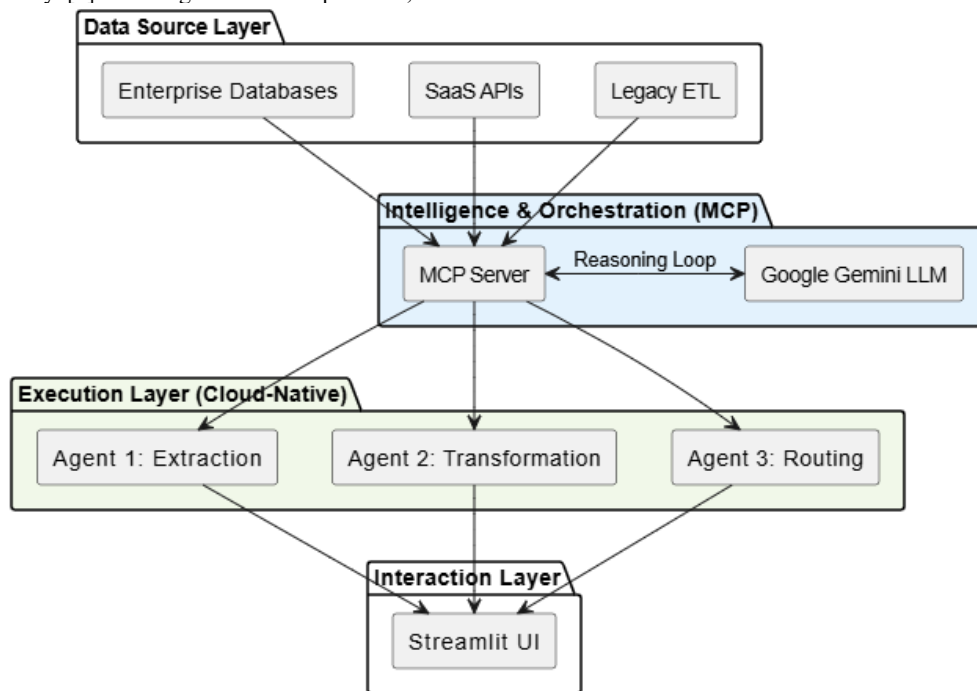 Data Source Layer
Enterprise Databases
SaaS APIs
Legacy ETL
Intelligence & Orchestration (MCP)
MCP Server
Reasoning Loop
Google Gemini LLM
Execution Layer (Cloud-Native)
Agent 1: Extraction
Agent 2: Transformation
Agent 3: Routing
Interaction Layer
Streamlit UI